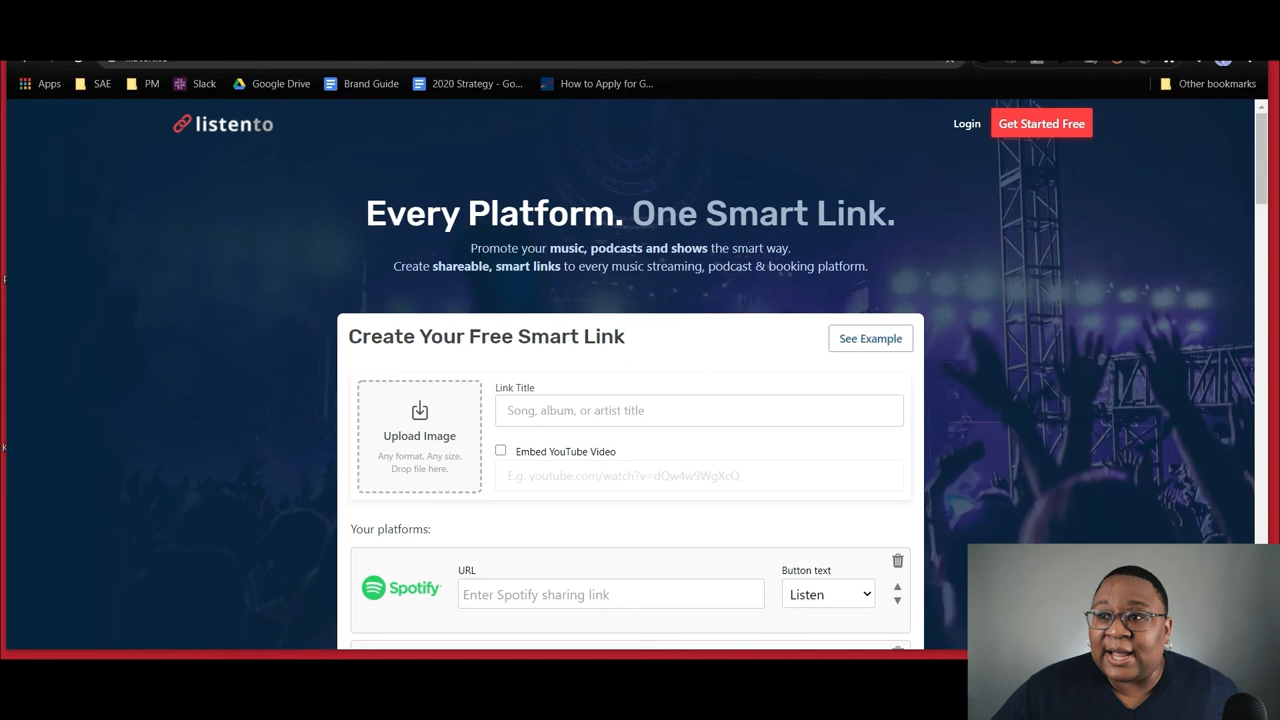 Apps SAE PM Slack Google Drive Brand Guide 2020 Strategy - Go... How to Apply for G... Other bookmarks
listento
Login Get Started Free
Every Platform. One Smart Link.
Promote your music, podcasts and shows the smart way.
Create shareable, smart links to every music streaming, podcast & booking platform.
Create Your Free Smart Link
See Example
Link Title
Song, album, or artist title
Upload Image
Any format. Any size.
Drop file here.
Embed YouTube Video
E.g. youtube.com/watch?v=dQw4w9WgXcQ
Your platforms:
Spotify
URL
Enter Spotify sharing link
Button text
Listen